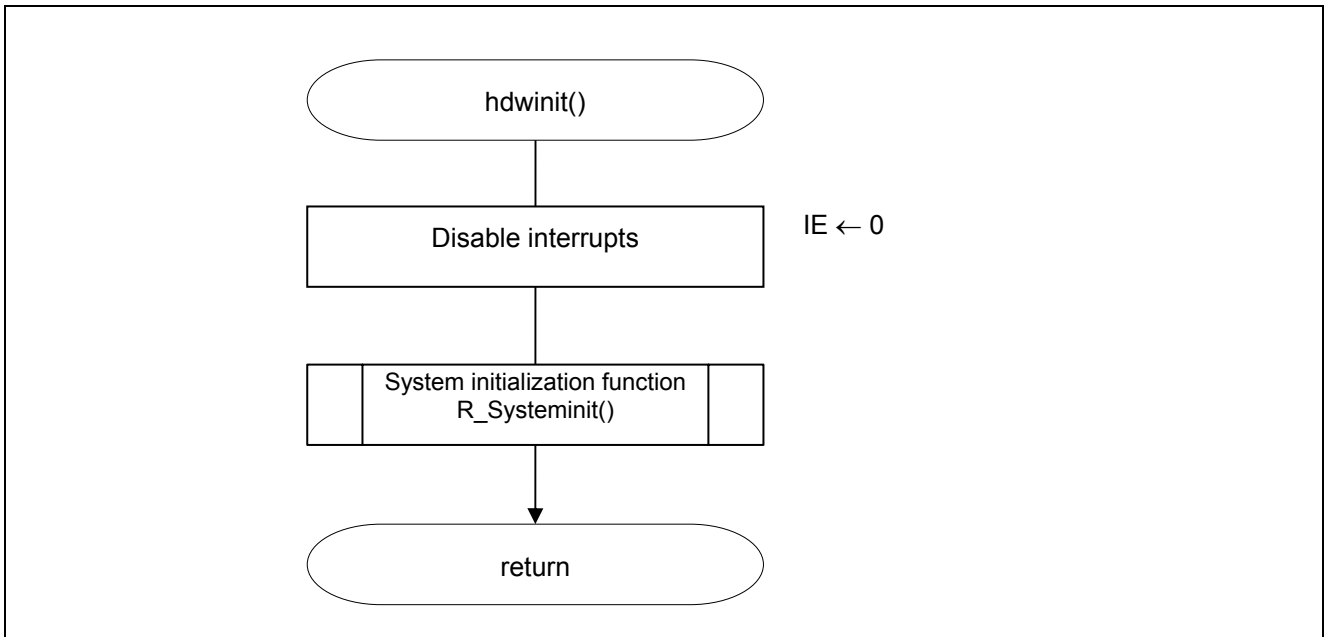 hdwinit()
Disable interrupts
IE ← 0
System initialization function
R_Systeminit()
return